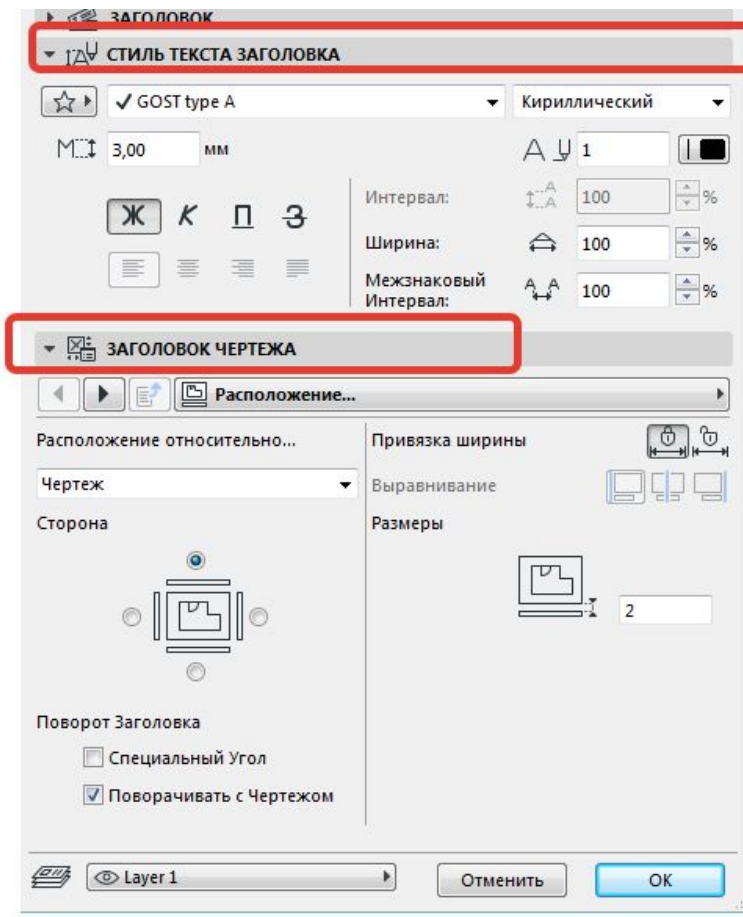 ЗАГОЛОВОК
СТИЛЬ ТЕКСТА ЗАГОЛОВКА
GOST type A Кириллический
3,00 мм 1
Ж К П З
Интервал: 100 %
Ширина: 100 %
Межзнаковый
Интервал: 100 %
ЗАГОЛОВОК ЧЕРТЕЖА
Расположение...
Расположение относительно...
Чертеж
Сторона
Привязка ширины
Выравнивание
Размеры
2
Поворот Заголовка
Специальный Угол
Поворачивать с Чертежом
Layer 1 Отменить ОК